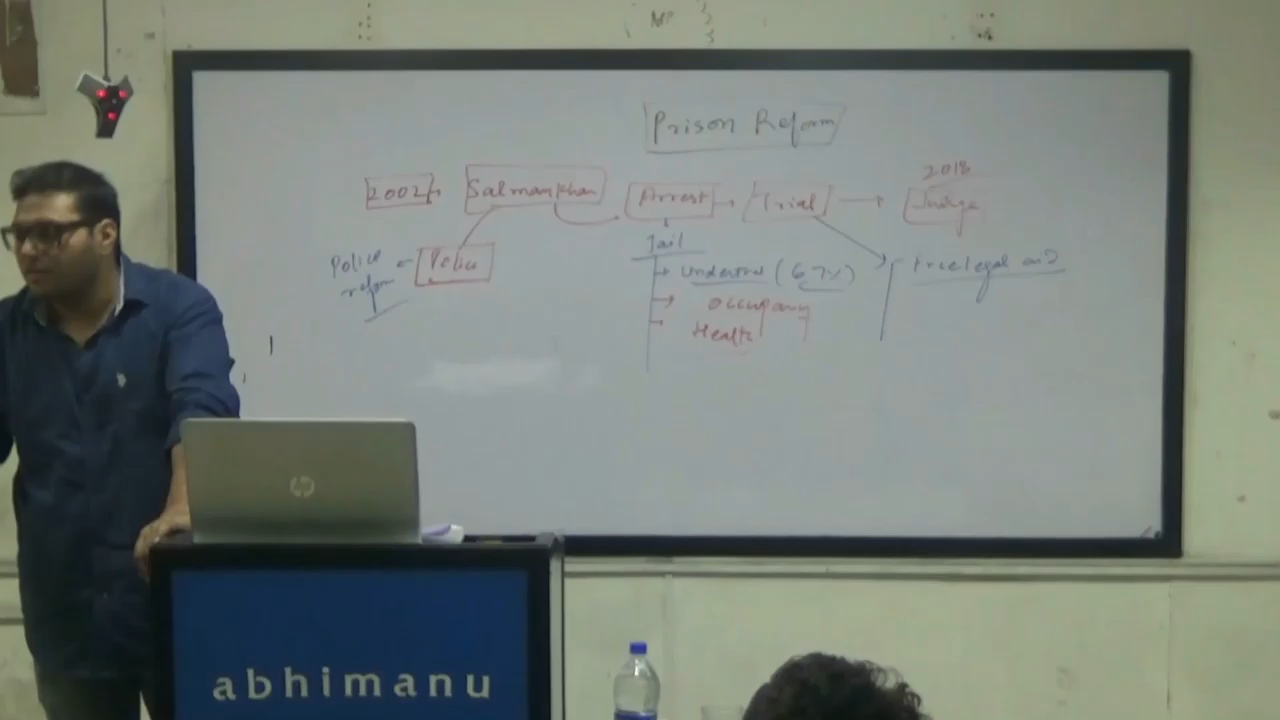 Prison Reform
2018
2002 Salman Khan Arrest Trial Judge
Police reform Police
Jail
Undertrial (67%)
free legal aid
Occupancy
Health
hp
abhimanu